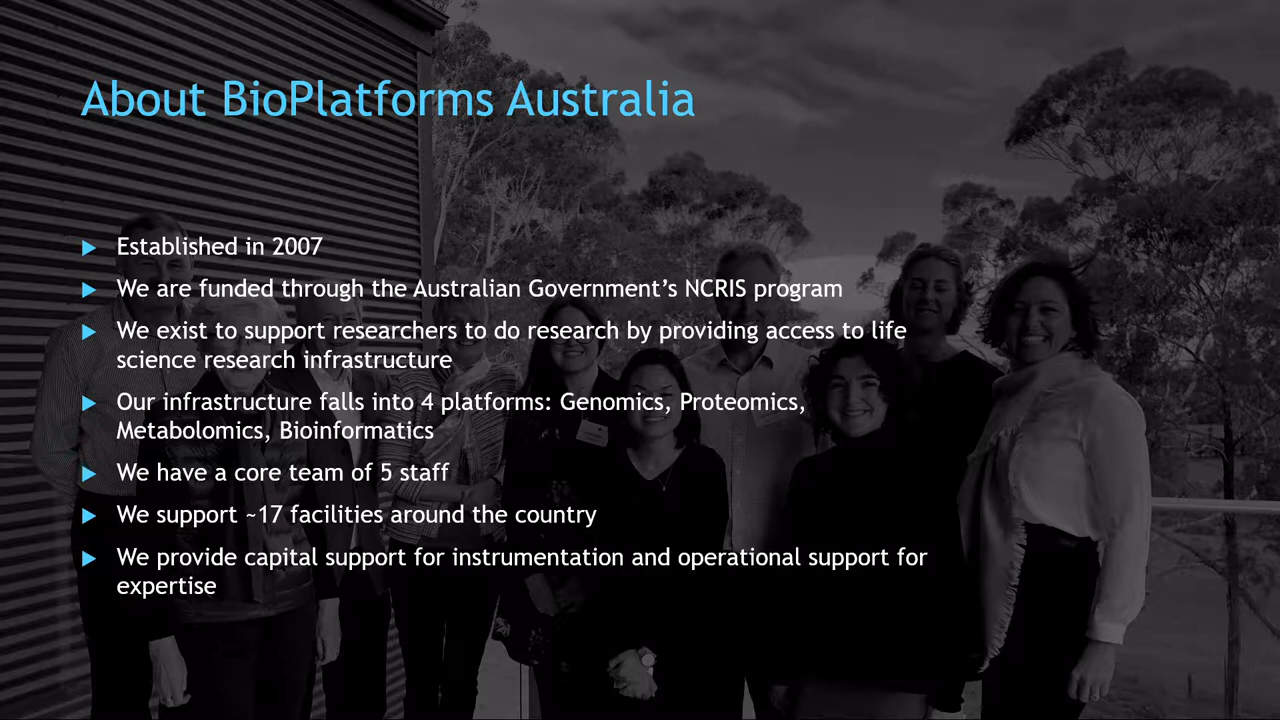 About BioPlatforms Australia
Established in 2007
We are funded through the Australian Government’s NCRIS program
We exist to support researchers to do research by providing access to life
science research infrastructure
Our infrastructure falls into 4 platforms: Genomics, Proteomics,
Metabolomics, Bioinformatics
We have a core team of 5 staff
We support ~17 facilities around the country
We provide capital support for instrumentation and operational support for
expertise